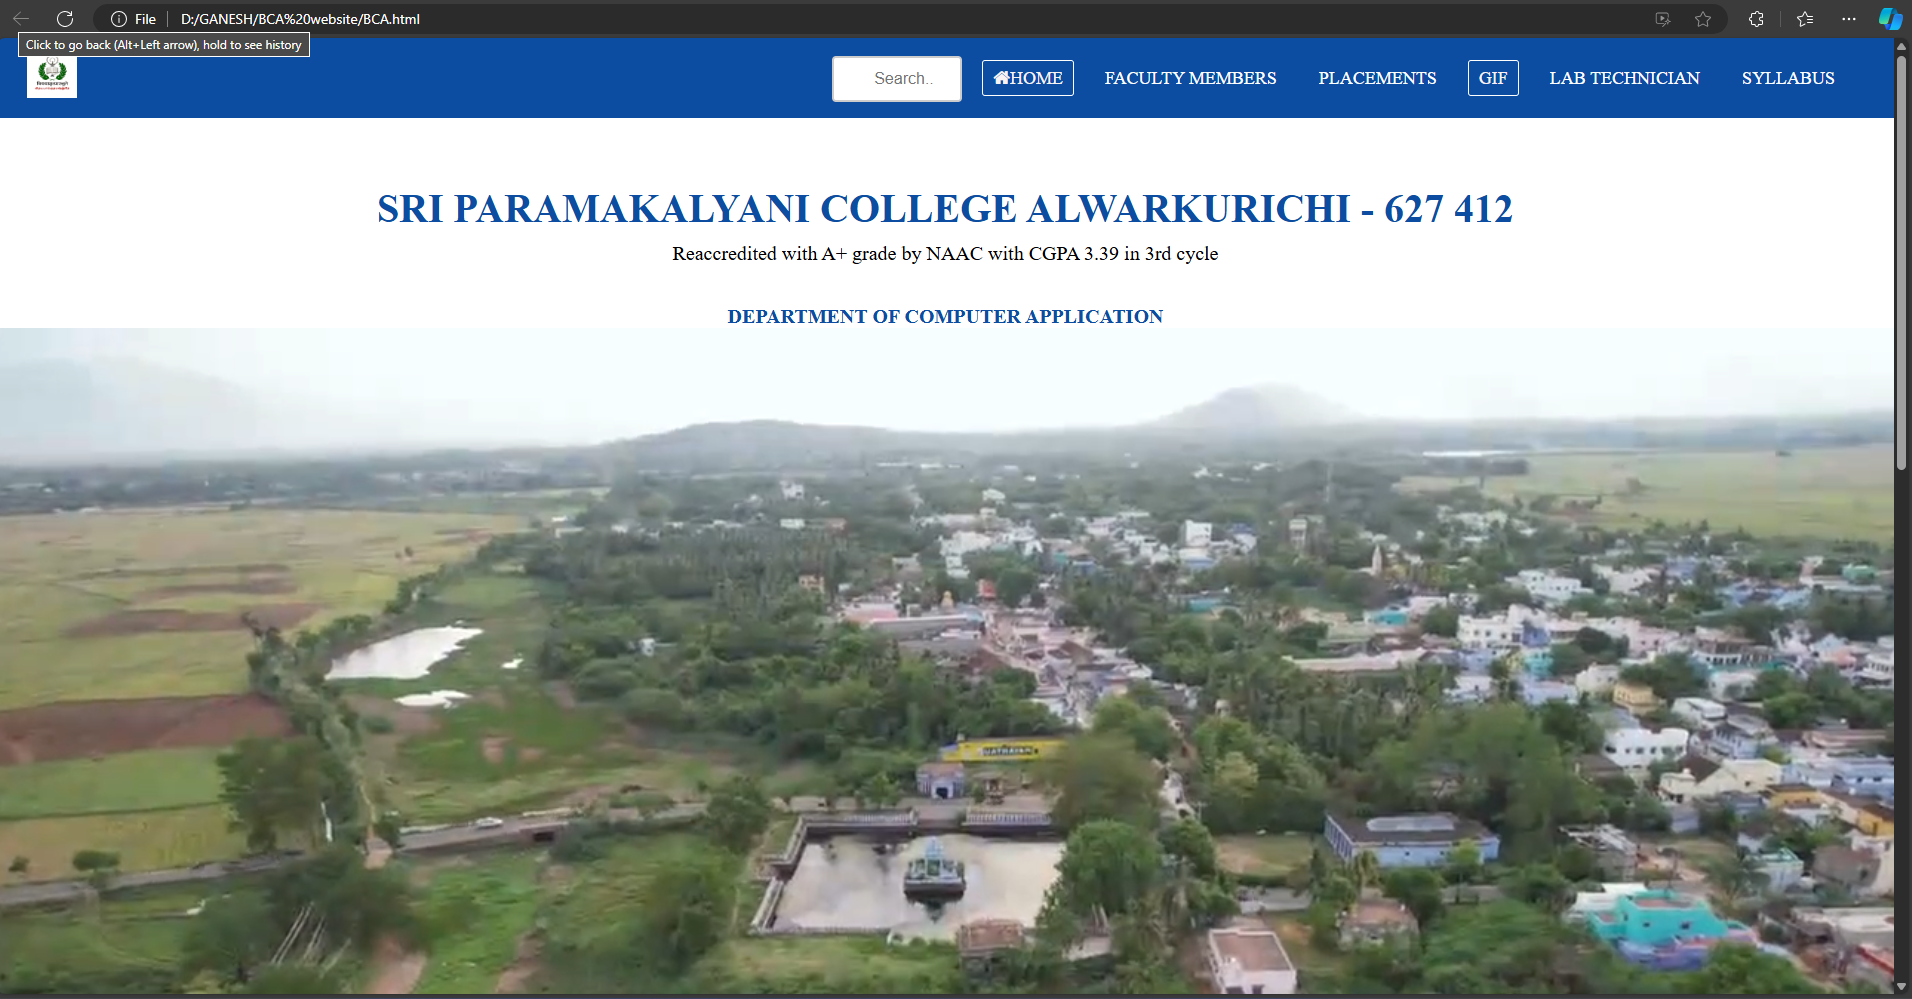 File
D:/GANESH/BCA%20website/BCA.html
Click to go back (Alt+Left arrow), hold to see history
Search..
HOME
FACULTY MEMBERS
PLACEMENTS
GIF
LAB TECHNICIAN
SYLLABUS
SRI PARAMAKALYANI COLLEGE ALWARKURICHI - 627 412
Reaccredited with A+ grade by NAAC with CGPA 3.39 in 3rd cycle
DEPARTMENT OF COMPUTER APPLICATION